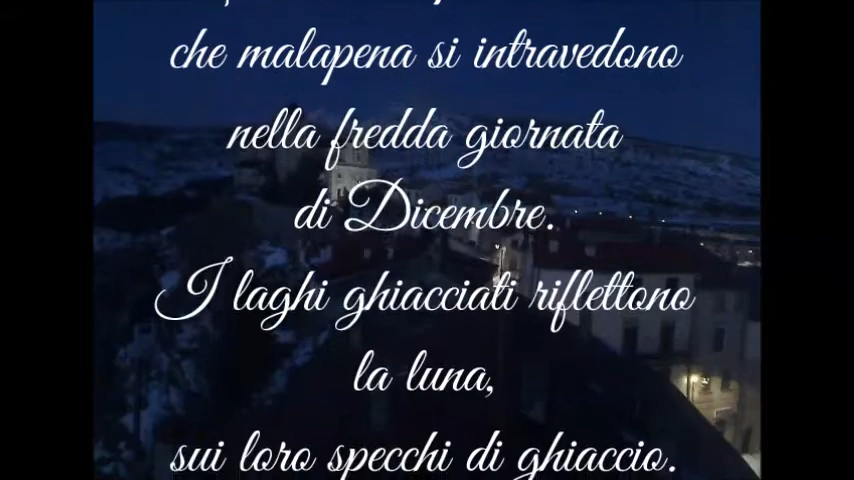 che malapena si intravedono
nella fredda giornata
di Dicembre.
I laghi ghiacciati riflettono
la luna,
sui loro specchi di ghiaccio.